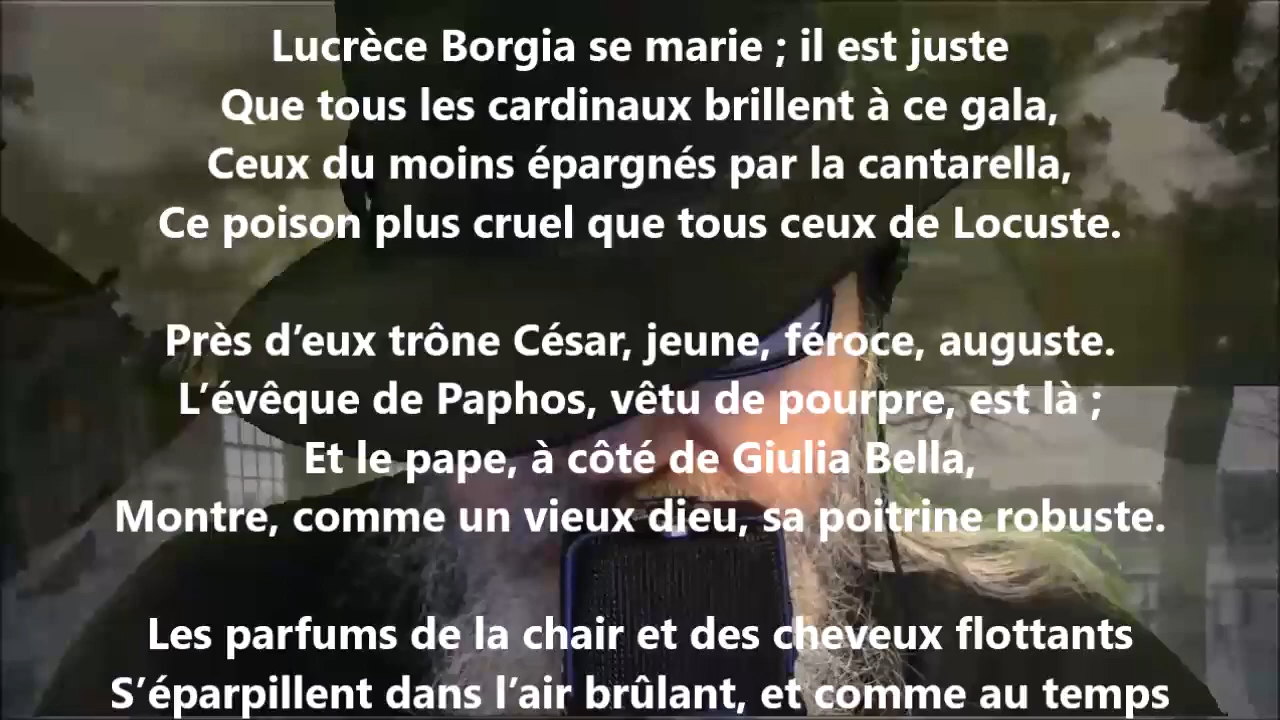 Lucrèce Borgia se marie ; il est juste
Que tous les cardinaux brillent à ce gala,
Ceux du moins épargnés par la cantarella,
Ce poison plus cruel que tous ceux de Locuste.
Près d’eux trône César, jeune, féroce, auguste.
L’évêque de Paphos, vêtu de pourpre, est là ;
Et le pape, à côté de Giulia Bella,
Montre, comme un vieux dieu, sa poitrine robuste.
Les parfums de la chair et des cheveux flottants
S’éparpillent dans l’air brûlant, et comme au temps